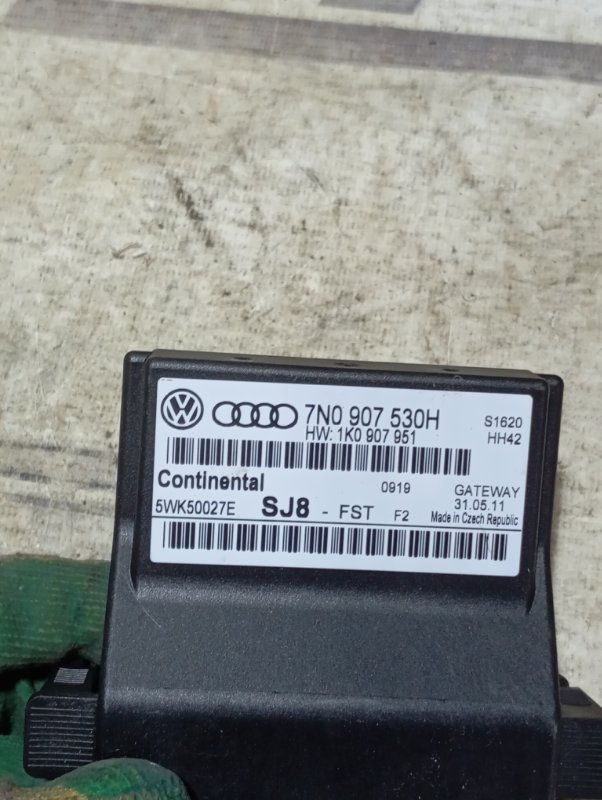 7N0 907 530H
HW: 1K0 907 951
S1620
HH42
Continental
0919
GATEWAY
5WK50027E
SJ8 - FST F2
31.05.11
Made in Czech Republic